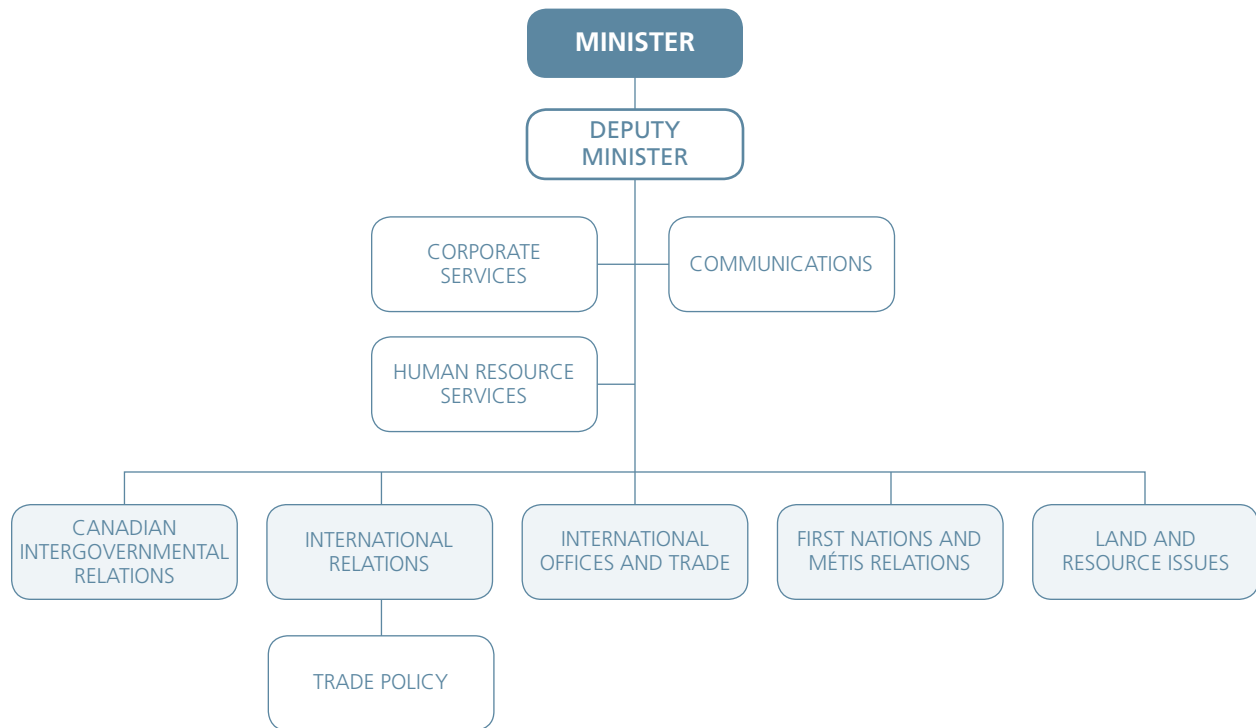 MINISTER
DEPUTY
MINISTER
CORPORATE
SERVICES
COMMUNICATIONS
HUMAN RESOURCE
SERVICES
CANADIAN
INTERGOVERNMENTAL
RELATIONS
INTERNATIONAL
RELATIONS
INTERNATIONAL
OFFICES AND TRADE
FIRST NATIONS AND
MÉTIS RELATIONS
LAND AND
RESOURCE ISSUES
TRADE POLICY